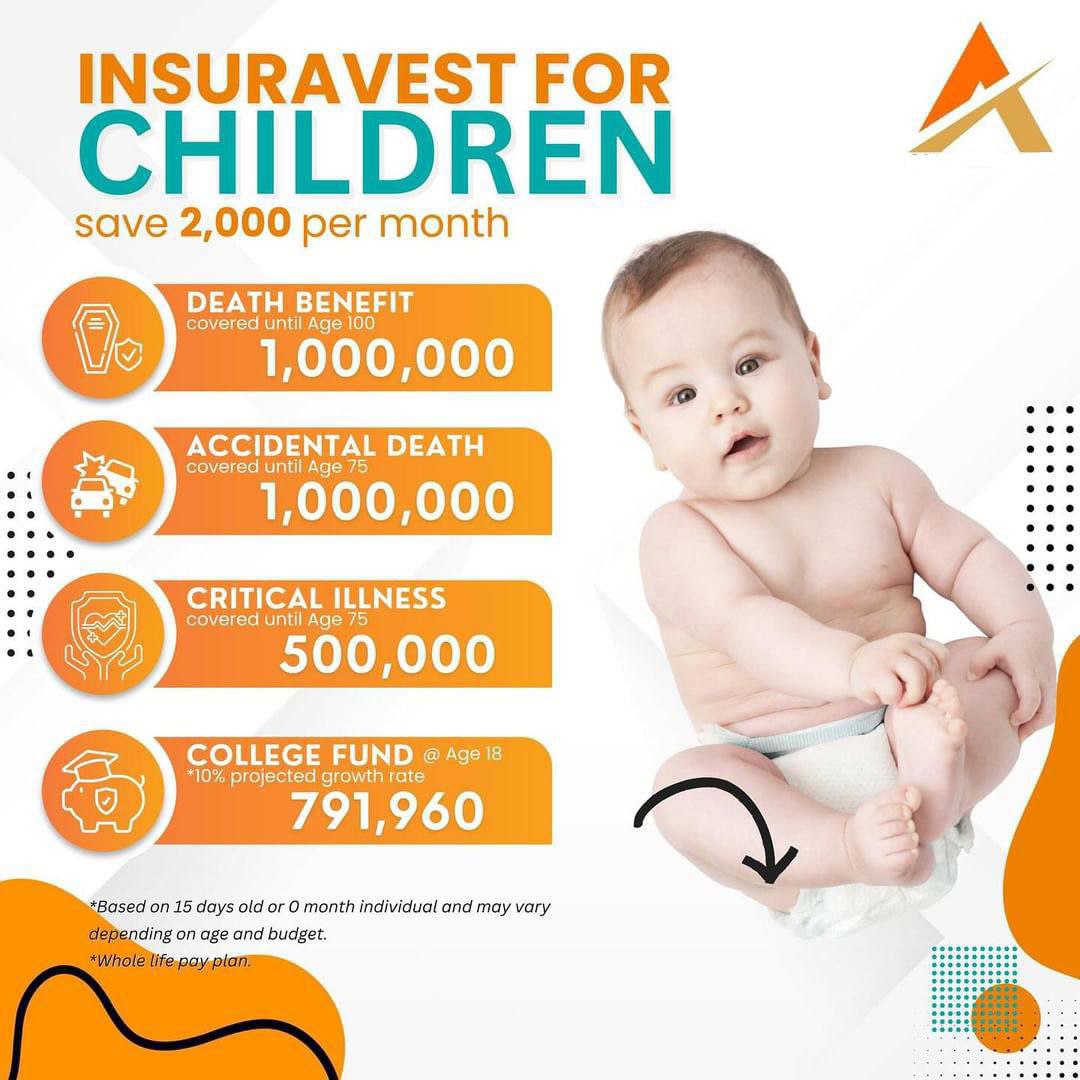 INSURAVEST FOR
CHILDREN
save 2,000 per month
DEATH BENEFIT
covered until Age 100
1,000,000
ACCIDENTAL DEATH
covered until Age 75
1,000,000
CRITICAL ILLNESS
covered until Age 75
500,000
COLLEGE FUND @ Age 18
*10% projected growth rate
791,960
*Based on 15 days old or 0 month individual and may vary
depending on age and budget.
*Whole life pay plan.